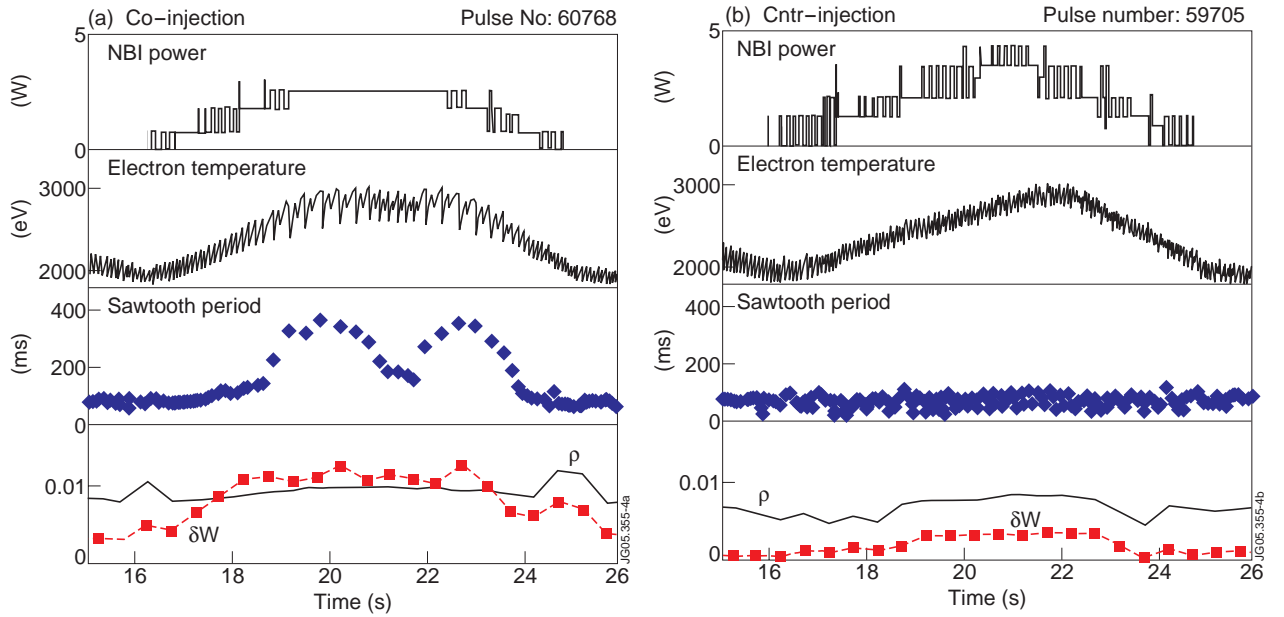 (a) Co-injection Pulse No: 60768
5
NBI power
(W)
0
Electron temperature
3000
(eV)
2000
Sawtooth period
400
(ms)
200
0
ρ
0.01
δW
0
16 18 20 22 24 26
Time (s)
JG05.355-4a
(b) Cntr-injection Pulse number: 59705
5
NBI power
(W)
0
Electron temperature
3000
(eV)
2000
Sawtooth period
400
(ms)
200
0
0.01
ρ
δW
0
16 18 20 22 24 26
Time (s)
JG05.355-4b